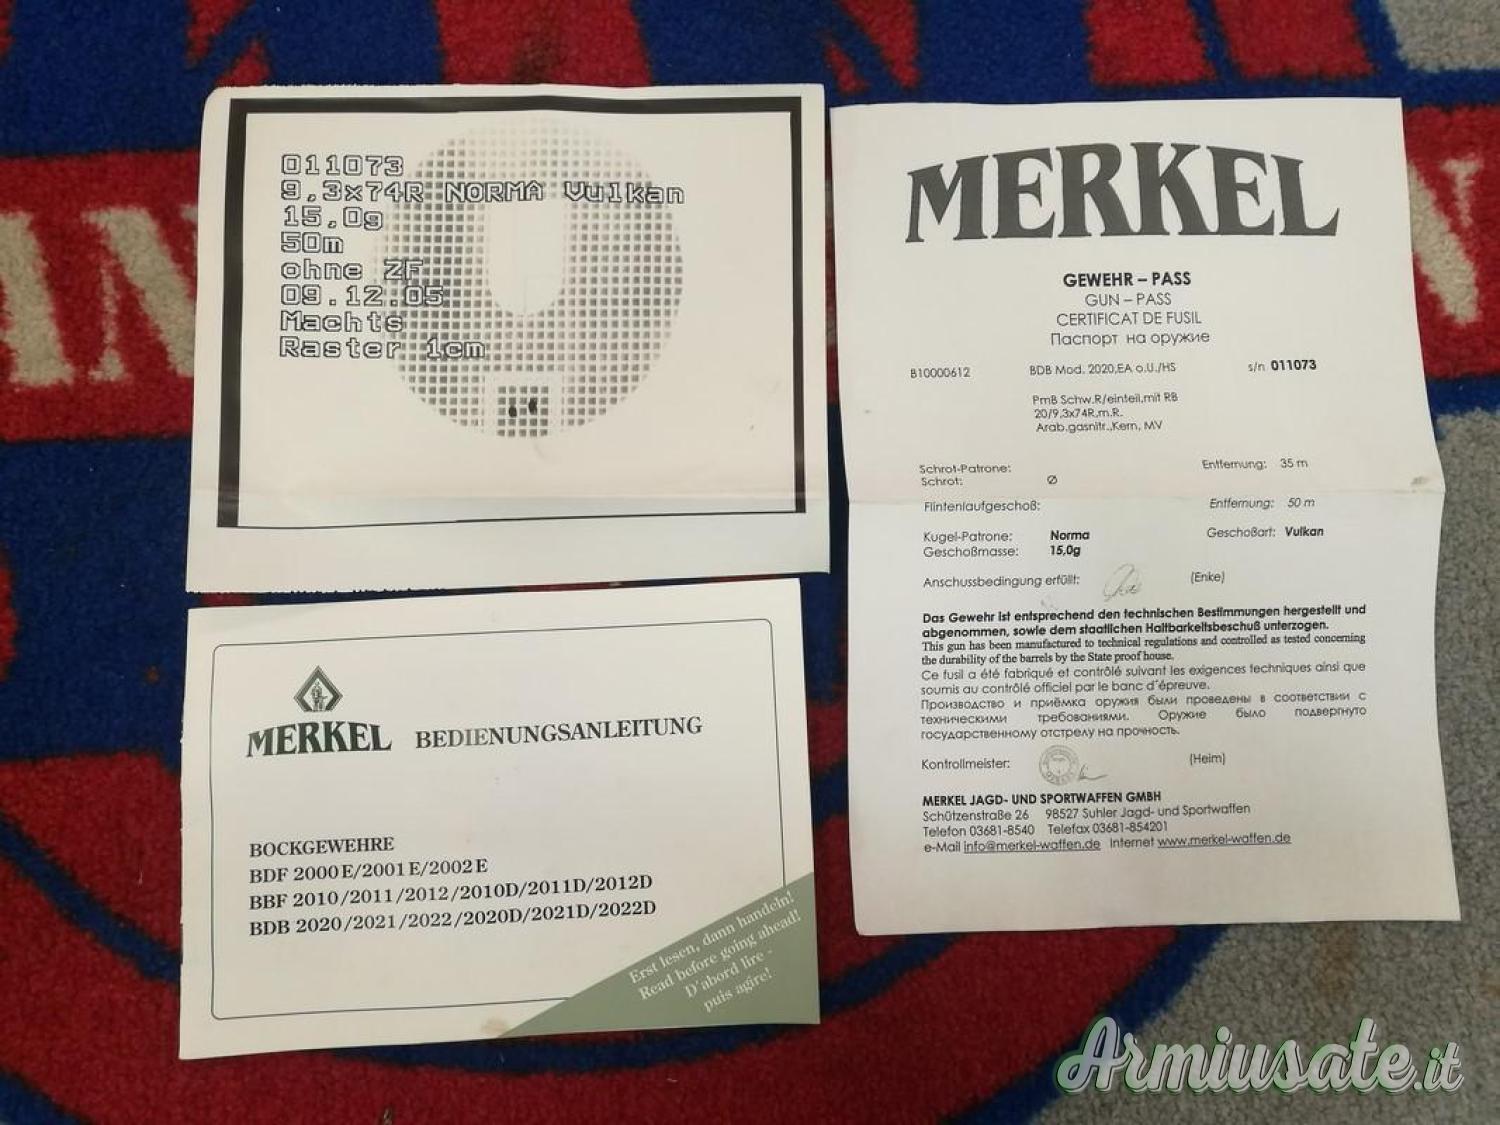 011073
9,3x74R NORMA Vulkan
15,0g
50m
ohne ZF
09.12.05
Machts
Raster 1cm
MERKEL
GEWEHR – PASS
GUN – PASS
CERTIFICAT DE FUSIL
Паспорт на оружие
B10000612 BDB Mod. 2020,EA o.U./HS s/n 011073
PmB Schw.R/einteil,mit RB
20/9,3x74R,m.R.
Arab.gasnitr.,Kern, MV
Schrot-Patrone: Entfernung: 35 m
Schrot: Ø
Flintenlaufgeschoß: Entfernung: 50 m
Kugel-Patrone: Norma Geschoßart: Vulkan
Geschoßmasse: 15,0g
Anschussbedingung erfüllt: (Enke)
Das Gewehr ist entsprechend den technischen Bestimmungen hergestellt und
abgenommen, sowie dem staatlichen Haltbarkeitsbeschuß unterzogen.
This gun has been manufactured to technical regulations and controlled as tested concerning
the durability of the barrels by the State proof house.
Ce fusil a été fabriqué et contrôlé suivant les exigences techniques ainsi que
soumis au contrôle officiel par le banc d´épreuve.
Производство и приёмка оружия были проведены в соответствии с
техническими требованиями. Оружие было подвергнуто
государственному отстрелу на прочность.
Kontrollmeister: (Heim)
MERKEL JAGD- UND SPORTWAFFEN GMBH
Schützenstraße 26 98527 Suhler Jagd- und Sportwaffen
Telefon 03681-8540 Telefax 03681-854201
e-Mail info@merkel-waffen.de Internet www.merkel-waffen.de
MERKEL BEDIENUNGSANLEITUNG
BOCKGEWEHRE
BDF 2000E/2001E/2002E
BBF 2010/2011/2012/2010D/2011D/2012D
BDB 2020/2021/2022/2020D/2021D/2022D
Erst lesen, dann handeln!
Read before going ahead!
D'abord lire -
puis agire!
Armiusate.it